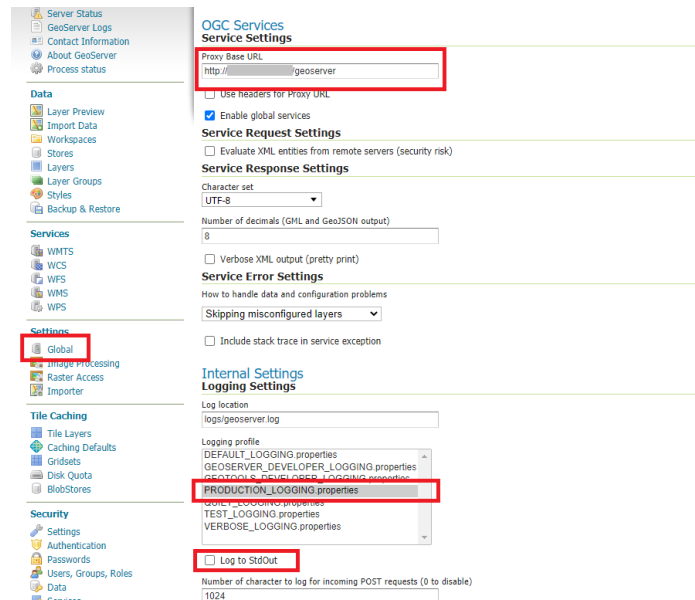 Server Status
GeoServer Logs
Contact Information
About GeoServer
Process status
Data
Layer Preview
Import Data
Workspaces
Stores
Layers
Layer Groups
Styles
Backup & Restore
Services
WMTS
WCS
WFS
WMS
WPS
Settings
Global
Image Processing
Raster Access
Importer
Tile Caching
Tile Layers
Caching Defaults
Gridsets
Disk Quota
BlobStores
Security
Settings
Authentication
Passwords
Users, Groups, Roles
Data
Services
OGC Services
Service Settings
Proxy Base URL
http:// /geoserver
Use headers for Proxy URL
Enable global services
Service Request Settings
Evaluate XML entities from remote servers (security risk)
Service Response Settings
Character set
UTF-8
Number of decimals (GML and GeoJSON output)
8
Verbose XML output (pretty print)
Service Error Settings
How to handle data and configuration problems
Skipping misconfigured layers
Include stack trace in service exception
Internal Settings
Logging Settings
Log location
logs/geoserver.log
Logging profile
DEFAULT_LOGGING.properties
GEOSERVER_DEVELOPER_LOGGING.properties
GEOTOOLS_DEVELOPER_LOGGING.properties
PRODUCTION_LOGGING.properties
QUIET_LOGGING.properties
TEST_LOGGING.properties
VERBOSE_LOGGING.properties
Log to StdOut
Number of character to log for incoming POST requests (0 to disable)
1024